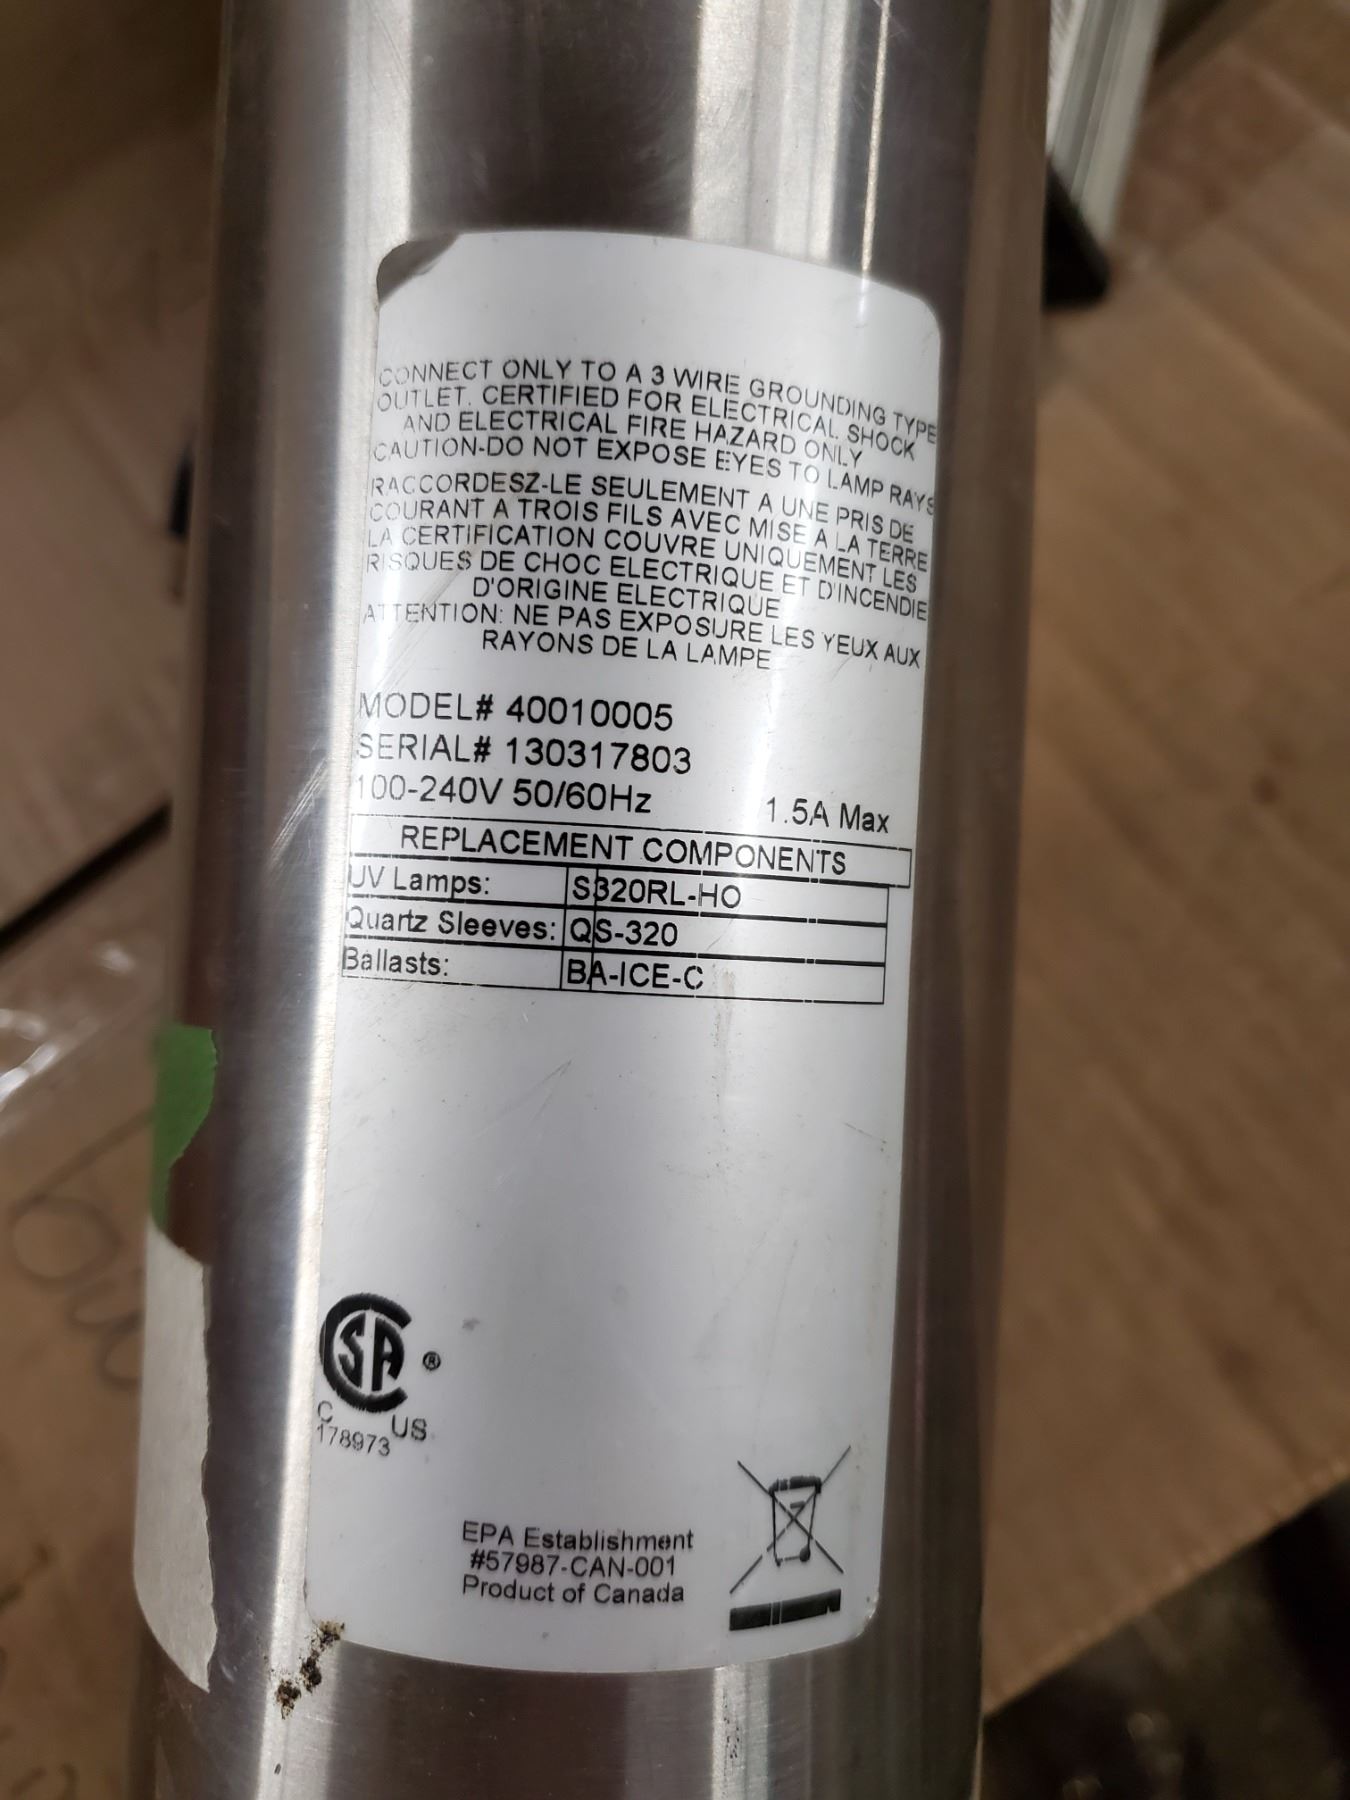 CONNECT ONLY TO A 3 WIRE GROUNDING TYPE
OUTLET. CERTIFIED FOR ELECTRICAL SHOCK
AND ELECTRICAL FIRE HAZARD ONLY
CAUTION-DO NOT EXPOSE EYES TO LAMP RAYS
RACCORDESZ-LE SEULEMENT A UNE PRIS DE
COURANT A TROIS FILS AVEC MISE A LA TERRE
LA CERTIFICATION COUVRE UNIQUEMENT LES
RISQUES DE CHOC ELECTRIQUE ET D'INCENDIE
D'ORIGINE ELECTRIQUE
ATTENTION: NE PAS EXPOSURE LES YEUX AUX
RAYONS DE LA LAMPE
MODEL# 40010005
SERIAL# 130317803
100-240V 50/60Hz 1.5A Max
REPLACEMENT COMPONENTS
UV Lamps: S320RL-HO
Quartz Sleeves: QS-320
Ballasts: BA-ICE-C
CSA ®
C US
178973
EPA Establishment
#57987-CAN-001
Product of Canada